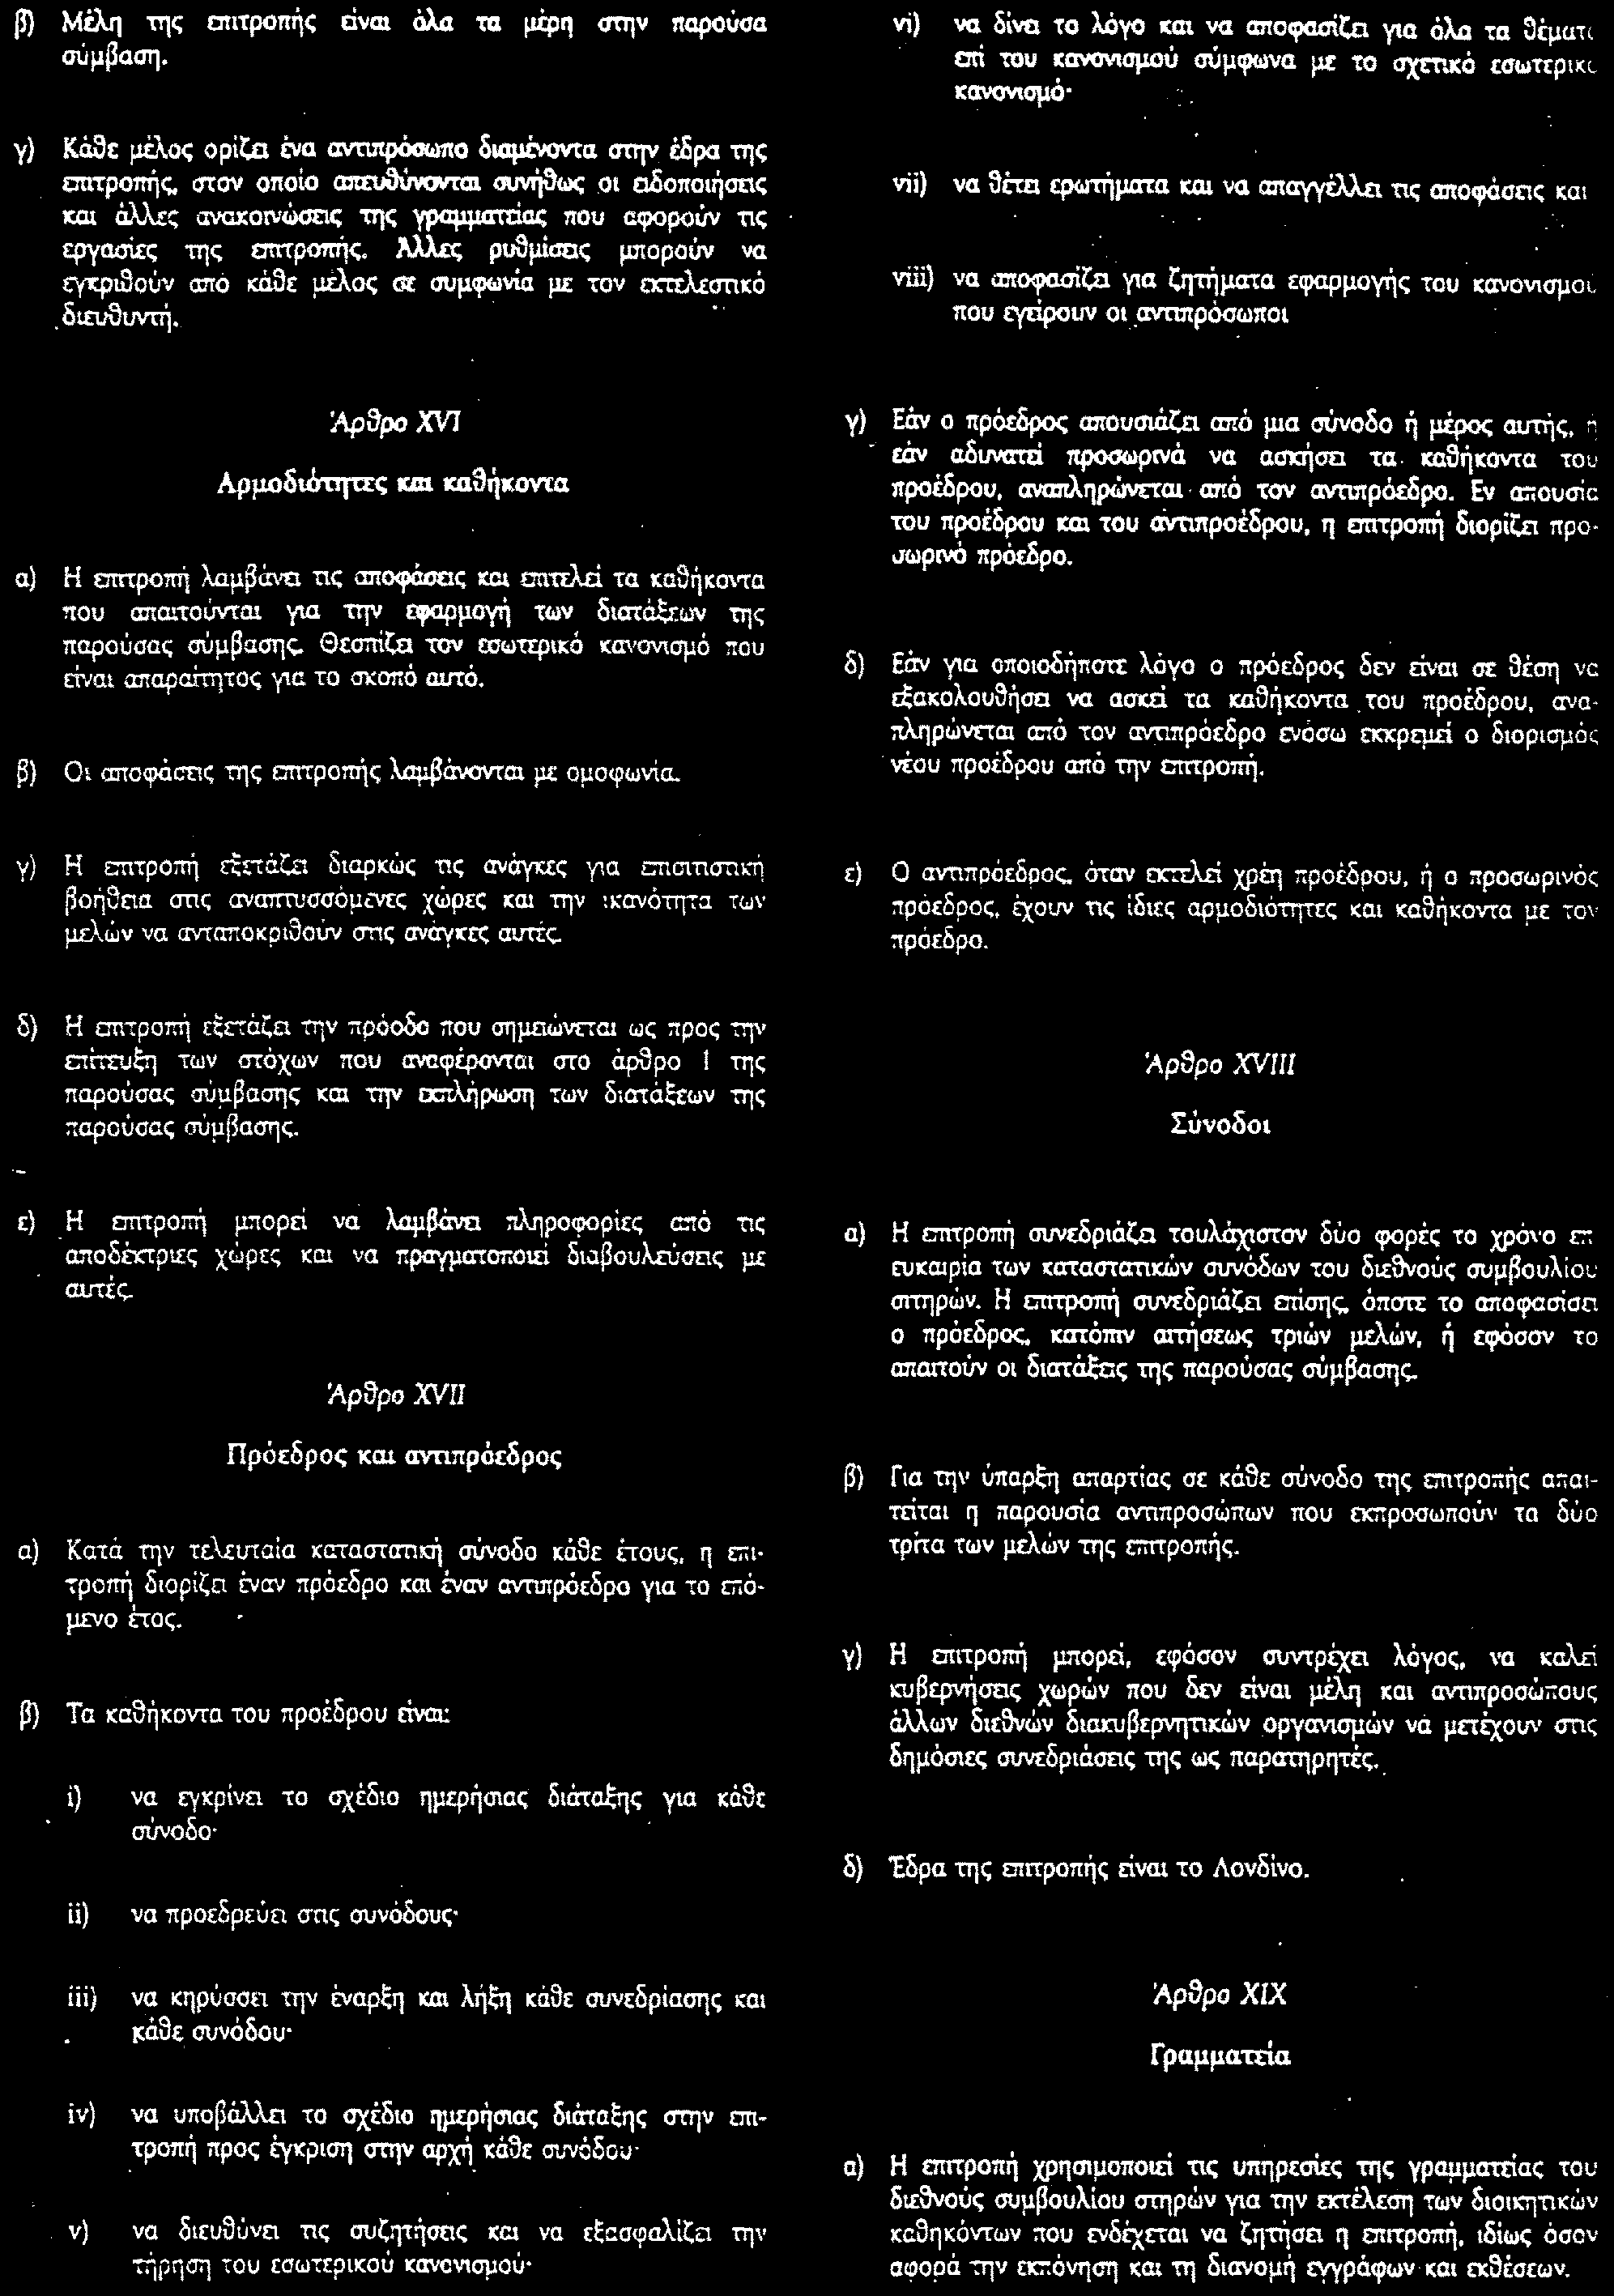 β) Μέλη της επιτροπής είναι όλα τα μέρη στην παρούσα
σύμβαση.
γ) Κάθε μέλος ορίζει ένα αντιπρόσωπο διαμένοντα στην έδρα της
επιτροπής, στον οποίο απευθύνονται συνήθως οι ειδοποιήσεις
και άλλες ανακοινώσεις της γραμματείας που αφορούν τις
εργασίες της επιτροπής. Άλλες ρυθμίσεις μπορούν να
εγκριθούν από κάθε μέλος σε συμφωνία με τον εκτελεστικό
διευθυντή.
Άρθρο XVI
Αρμοδιότητες και καθήκοντα
α) Η επιτροπή λαμβάνει τις αποφάσεις και επιτελεί τα καθήκοντα
που απαιτούνται για την εφαρμογή των διατάξεων της
παρούσας σύμβασης. Θεσπίζει τον εσωτερικό κανονισμό που
είναι απαραίτητος για το σκοπό αυτό.
β) Οι αποφάσεις της επιτροπής λαμβάνονται με ομοφωνία.
γ) Η επιτροπή εξετάζει διαρκώς τις ανάγκες για επισιτιστική
βοήθεια στις αναπτυσσόμενες χώρες και την ικανότητα των
μελών να ανταποκριθούν στις ανάγκες αυτές.
δ) Η επιτροπή εξετάζει την πρόοδο που σημειώνεται ως προς την
επίτευξη των στόχων που αναφέρονται στο άρθρο 1 της
παρούσας σύμβασης και την εκπλήρωση των διατάξεων της
παρούσας σύμβασης.
ε) Η επιτροπή μπορεί να λαμβάνει πληροφορίες από τις
αποδέκτριες χώρες και να πραγματοποιεί διαβουλεύσεις με
αυτές.
Άρθρο XVII
Πρόεδρος και αντιπρόεδρος
α) Κατά την τελευταία καταστατική σύνοδο κάθε έτους, η επι-
τροπή διορίζει έναν πρόεδρο και έναν αντιπρόεδρο για το επό-
μενο έτος.
β) Τα καθήκοντα του προέδρου είναι:
i) να εγκρίνει το σχέδιο ημερήσιας διάταξης για κάθε
σύνοδο·
ii) να προεδρεύει στις συνόδους·
iii) να κηρύσσει την έναρξη και λήξη κάθε συνεδρίασης και
κάθε συνόδου·
iv) να υποβάλλει το σχέδιο ημερήσιας διάταξης στην επι-
τροπή προς έγκριση στην αρχή κάθε συνόδου·
v) να διευθύνει τις συζητήσεις και να εξασφαλίζει την
τήρηση του εσωτερικού κανονισμού·
vi) να δίνει το λόγο και να αποφασίζει για όλα τα θέματα
επί του κανονισμού σύμφωνα με το σχετικό εσωτερικό
κανονισμό·
vii) να θέτει ερωτήματα και να απαγγέλλει τις αποφάσεις και
viii) να αποφασίζει για ζητήματα εφαρμογής του κανονισμού
που εγείρουν οι αντιπρόσωποι
γ) Εάν ο πρόεδρος απουσιάζει από μια σύνοδο ή μέρος αυτής, ή
εάν αδυνατεί προσωρινά να ασκήσει τα καθήκοντα του
προέδρου, αναπληρώνεται από τον αντιπρόεδρο. Εν απουσία
του προέδρου και του αντιπροέδρου, η επιτροπή διορίζει προ-
σωρινό πρόεδρο.
δ) Εάν για οποιοδήποτε λόγο ο πρόεδρος δεν είναι σε θέση να
εξακολουθήσει να ασκεί τα καθήκοντα του προέδρου, ανα-
πληρώνεται από τον αντιπρόεδρο ενόσω εκκρεμεί ο διορισμός
νέου προέδρου από την επιτροπή.
ε) Ο αντιπρόεδρος, όταν εκτελεί χρέη προέδρου, ή ο προσωρινός
πρόεδρος, έχουν τις ίδιες αρμοδιότητες και καθήκοντα με τον
πρόεδρο.
Άρθρο XVIII
Σύνοδοι
α) Η επιτροπή συνεδριάζει τουλάχιστον δύο φορές το χρόνο επ'
ευκαιρία των καταστατικών συνόδων του διεθνούς συμβουλίου
σιτηρών. Η επιτροπή συνεδριάζει επίσης, όποτε το αποφασίσει
ο πρόεδρος, κατόπιν αιτήσεως τριών μελών, ή εφόσον το
απαιτούν οι διατάξεις της παρούσας σύμβασης.
β) Για την ύπαρξη απαρτίας σε κάθε σύνοδο της επιτροπής απαι-
τείται η παρουσία αντιπροσώπων που εκπροσωπούν τα δύο
τρίτα των μελών της επιτροπής.
γ) Η επιτροπή μπορεί, εφόσον συντρέχει λόγος, να καλεί
κυβερνήσεις χωρών που δεν είναι μέλη και αντιπροσώπους
άλλων διεθνών διακυβερνητικών οργανισμών να μετέχουν στις
δημόσιες συνεδριάσεις της ως παρατηρητές.
δ) Έδρα της επιτροπής είναι το Λονδίνο.
Άρθρο XIX
Γραμματεία
α) Η επιτροπή χρησιμοποιεί τις υπηρεσίες της γραμματείας του
διεθνούς συμβουλίου σιτηρών για την εκτέλεση των διοικητικών
καθηκόντων που ενδέχεται να ζητήσει η επιτροπή, ιδίως όσον
αφορά την εκπόνηση και τη διανομή εγγράφων και εκθέσεων.